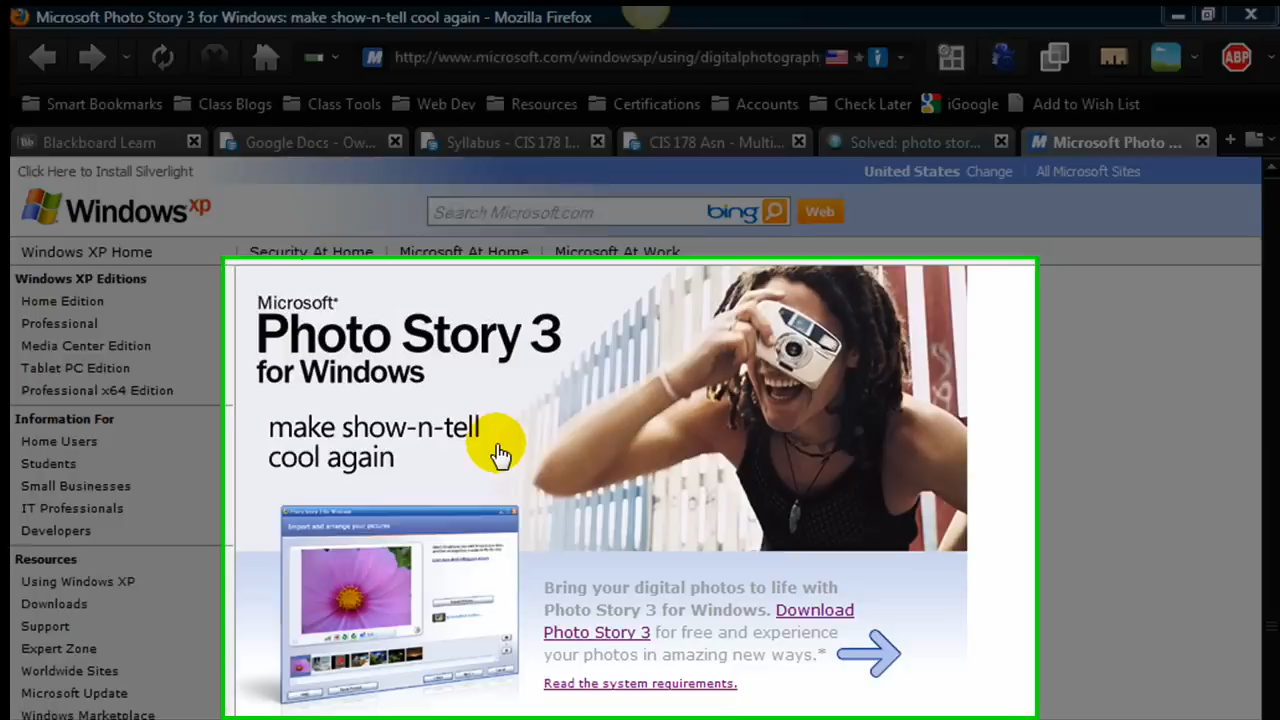 Microsoft Photo Story 3 for Windows: make show-n-tell cool again - Mozilla Firefox
http://www.microsoft.com/windowsxp/using/digitalphotograph
ABP
Smart Bookmarks Class Blogs Class Tools Web Dev Resources Certifications Accounts Check Later iGoogle Add to Wish List
Blackboard Learn Google Docs - Ow... Syllabus - CIS 178 I... CIS 178 Asn - Multi... Solved: photo stor... Microsoft Photo ...
Click Here to Install Silverlight United States Change All Microsoft Sites
Windows xp Search Microsoft.com bing Web
Windows XP Home Security At Home Microsoft At Home Microsoft At Work
Windows XP Editions
Home Edition
Professional
Media Center Edition
Tablet PC Edition
Professional x64 Edition
Information For
Home Users
Students
Small Businesses
IT Professionals
Developers
Resources
Using Windows XP
Downloads
Support
Expert Zone
Worldwide Sites
Microsoft Update
Windows Marketplace
Microsoft®
Photo Story 3
for Windows
make show-n-tell
cool again
Import and arrange your pictures
Bring your digital photos to life with
Photo Story 3 for Windows. Download
Photo Story 3 for free and experience
your photos in amazing new ways.*
Read the system requirements.